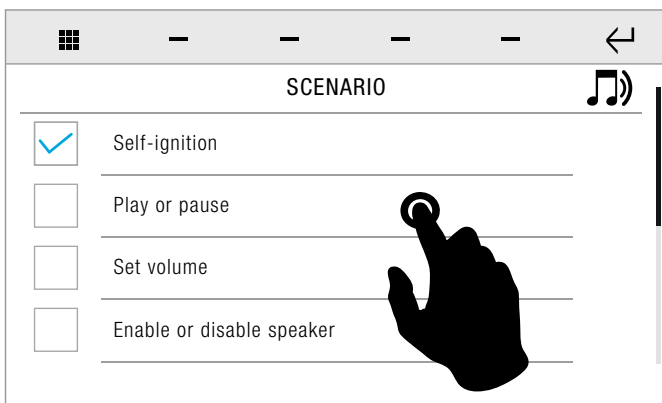 SCENARIO
Self-ignition
Play or pause
Set volume
Enable or disable speaker